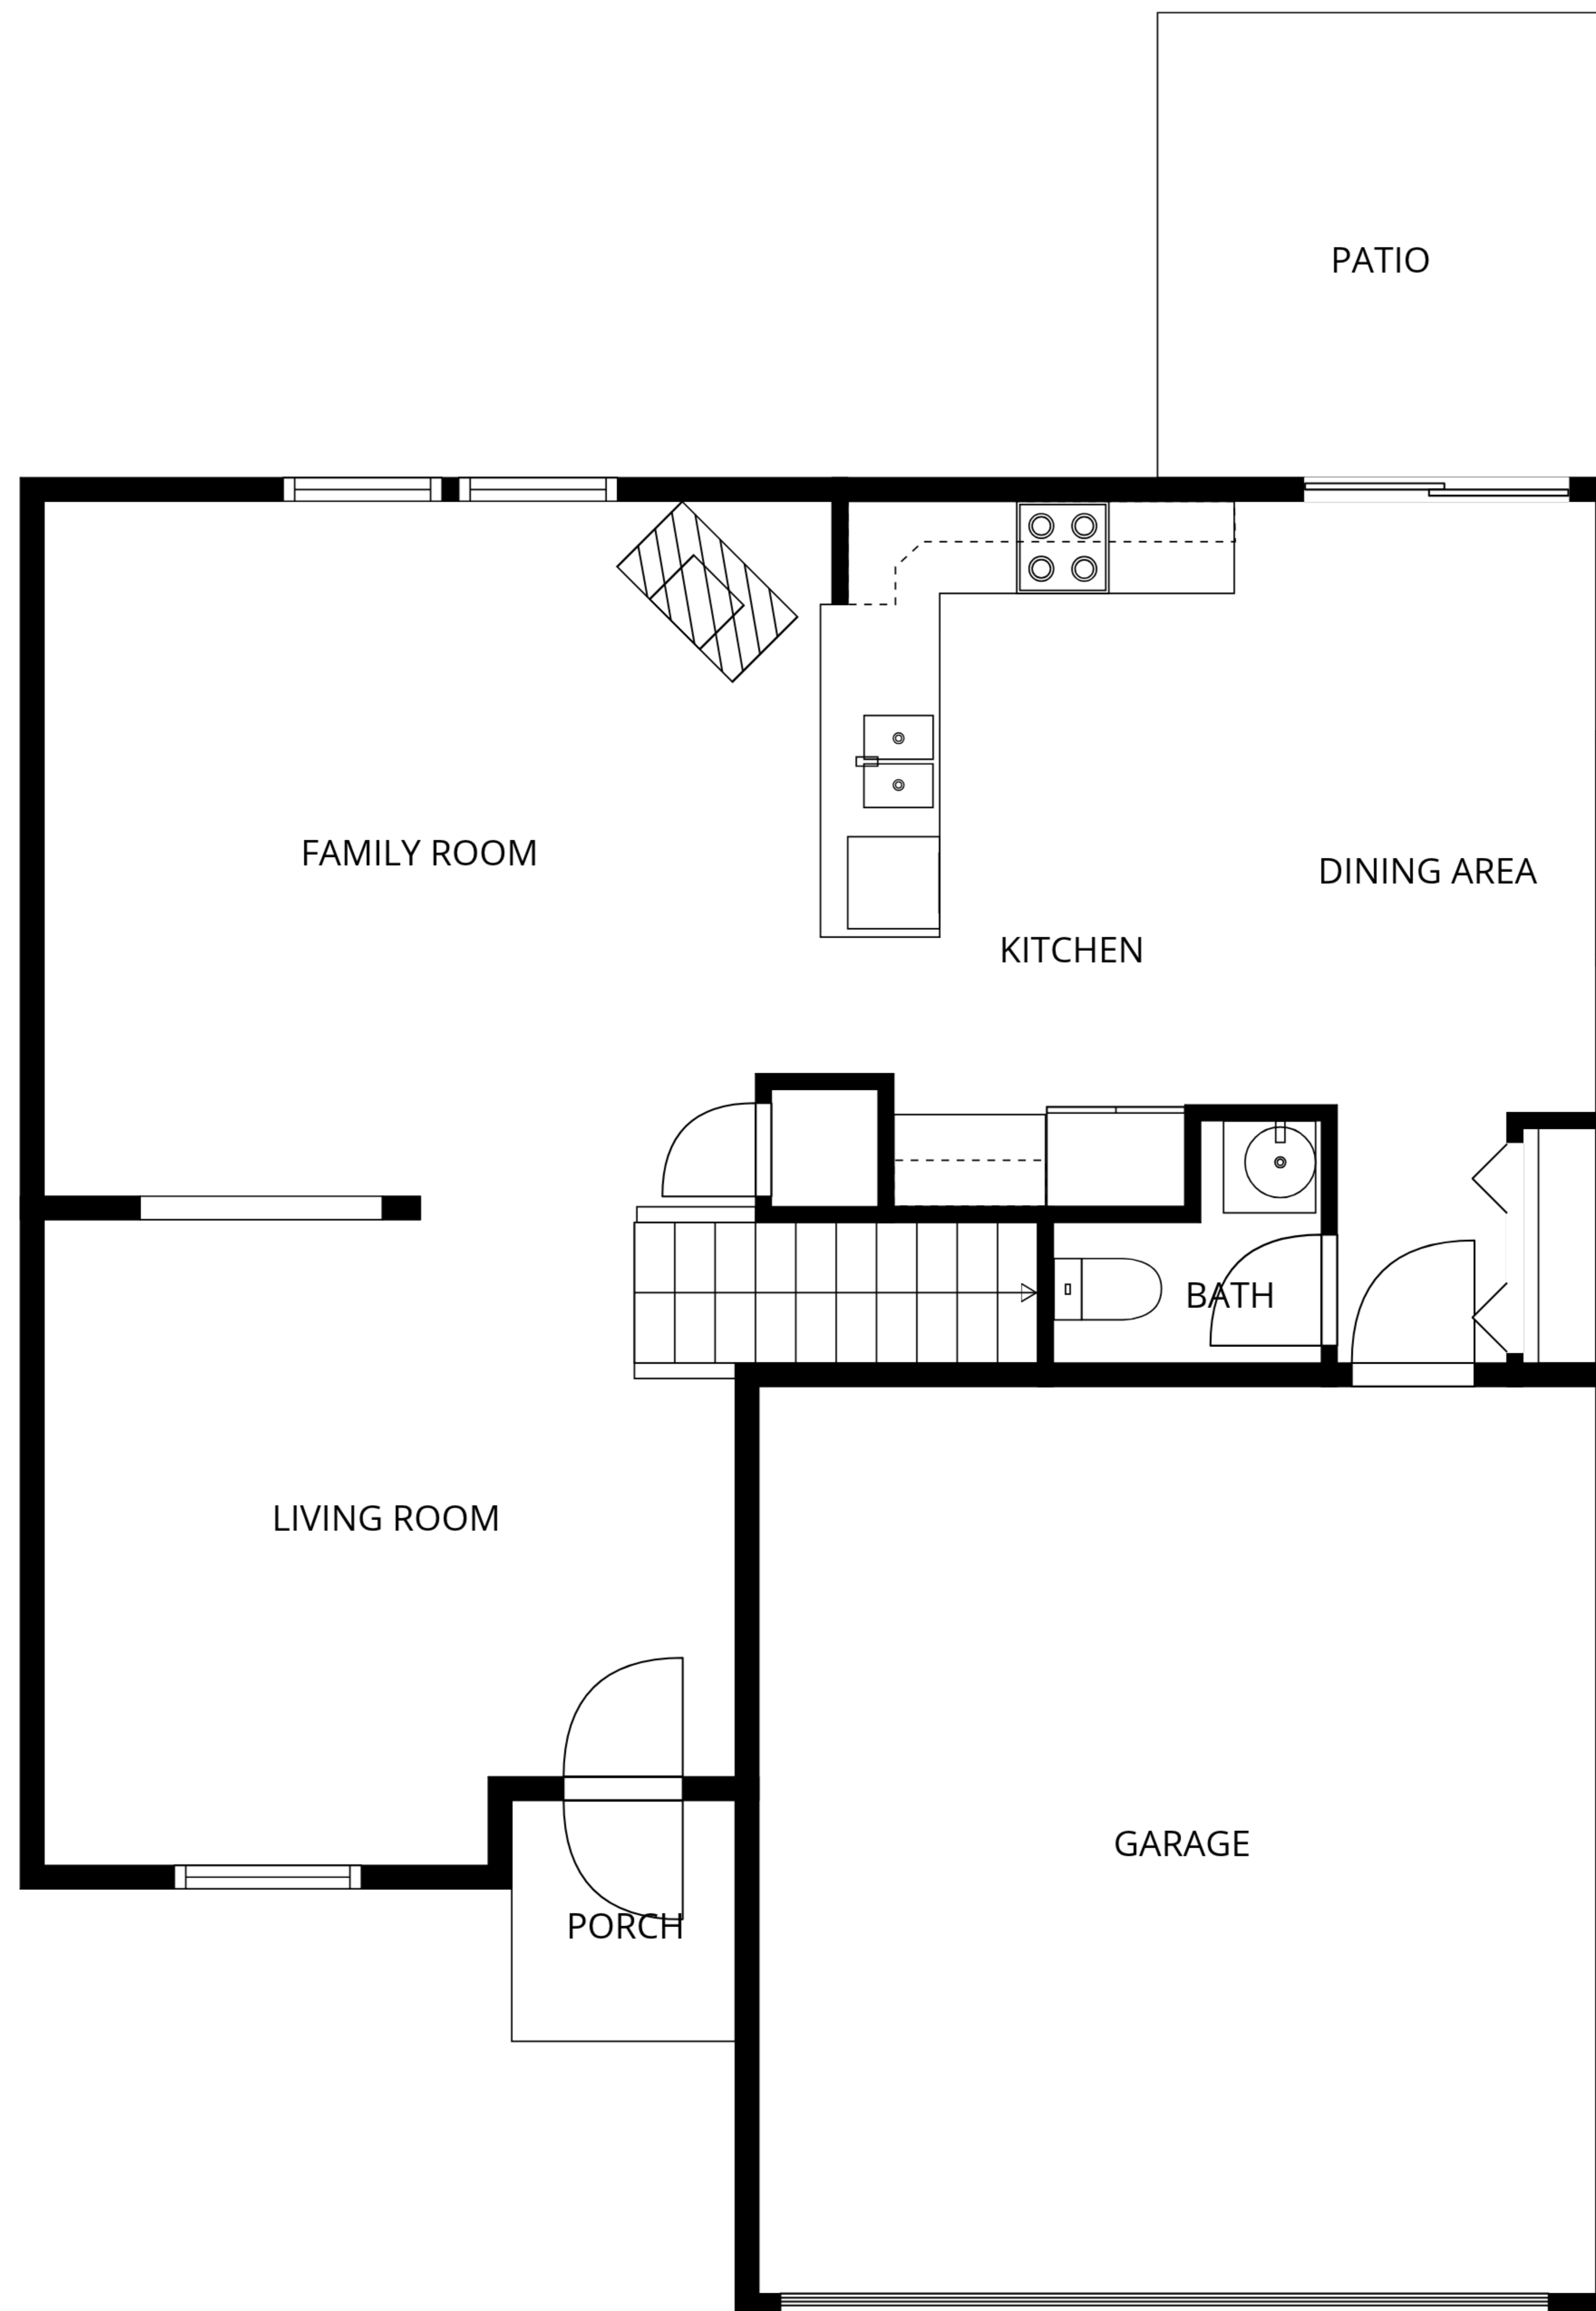 PATIO
FAMILY ROOM
DINING AREA
KITCHEN
BATH
LIVING ROOM
GARAGE
PORCH